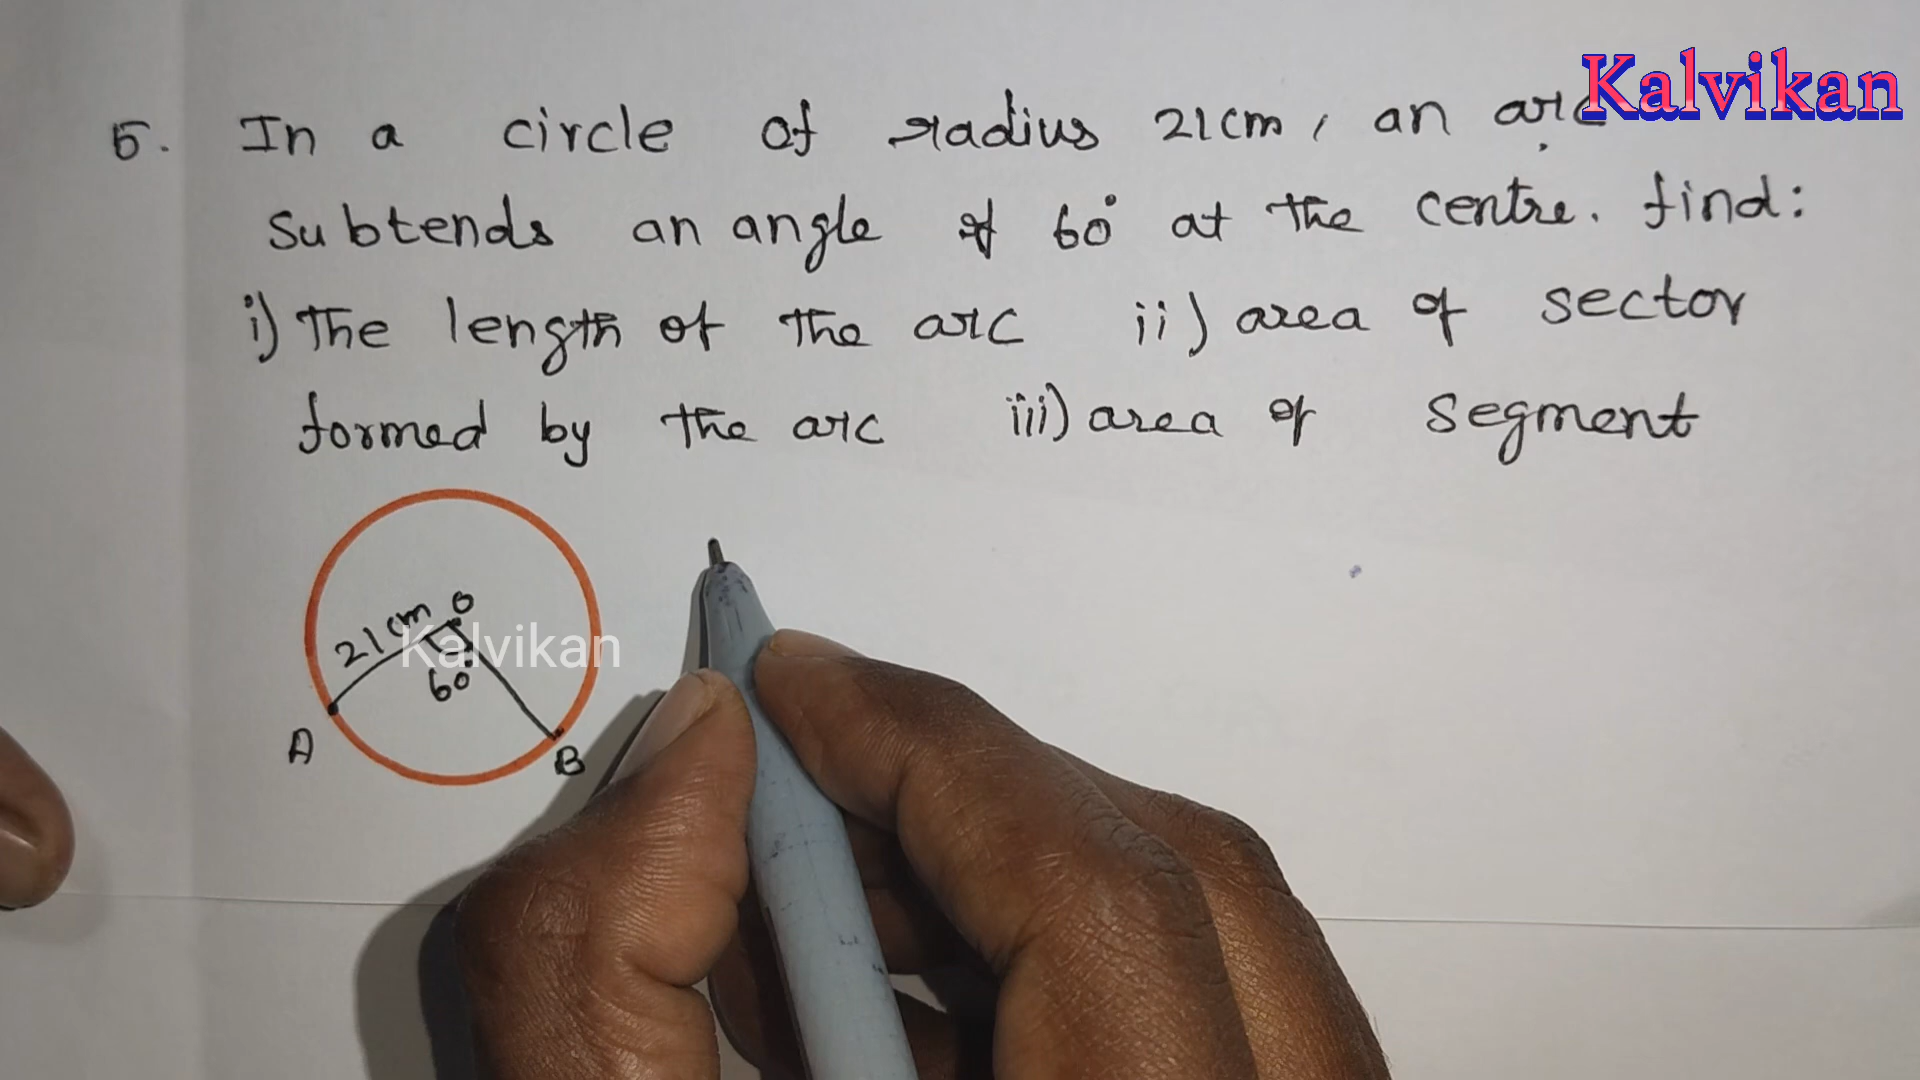 Kalvikan
5. In a circle of radius 21cm, an arc
subtends an angle of 60° at the centre. find:
i) The length of the arc ii) area of sector
formed by the arc iii) area of segment
21cm O
Kalvikan
60°
A
B